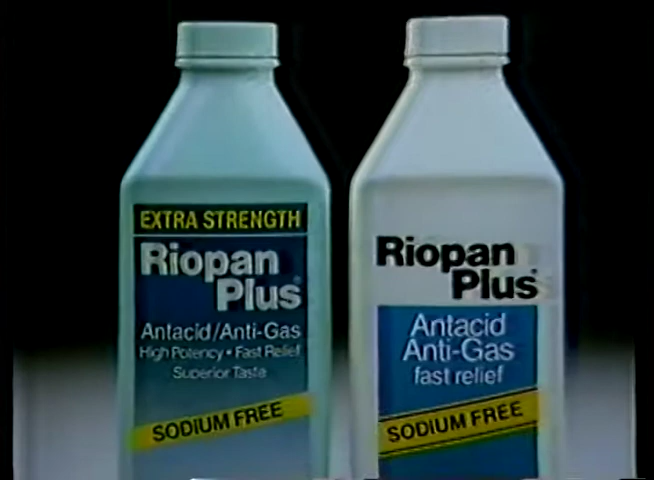 EXTRA STRENGTH
Riopan
Plus
Antacid/Anti-Gas
High Potency • Fast Relief
Superior Taste
SODIUM FREE
Riopan
Plus
Antacid
Anti-Gas
fast relief
SODIUM FREE